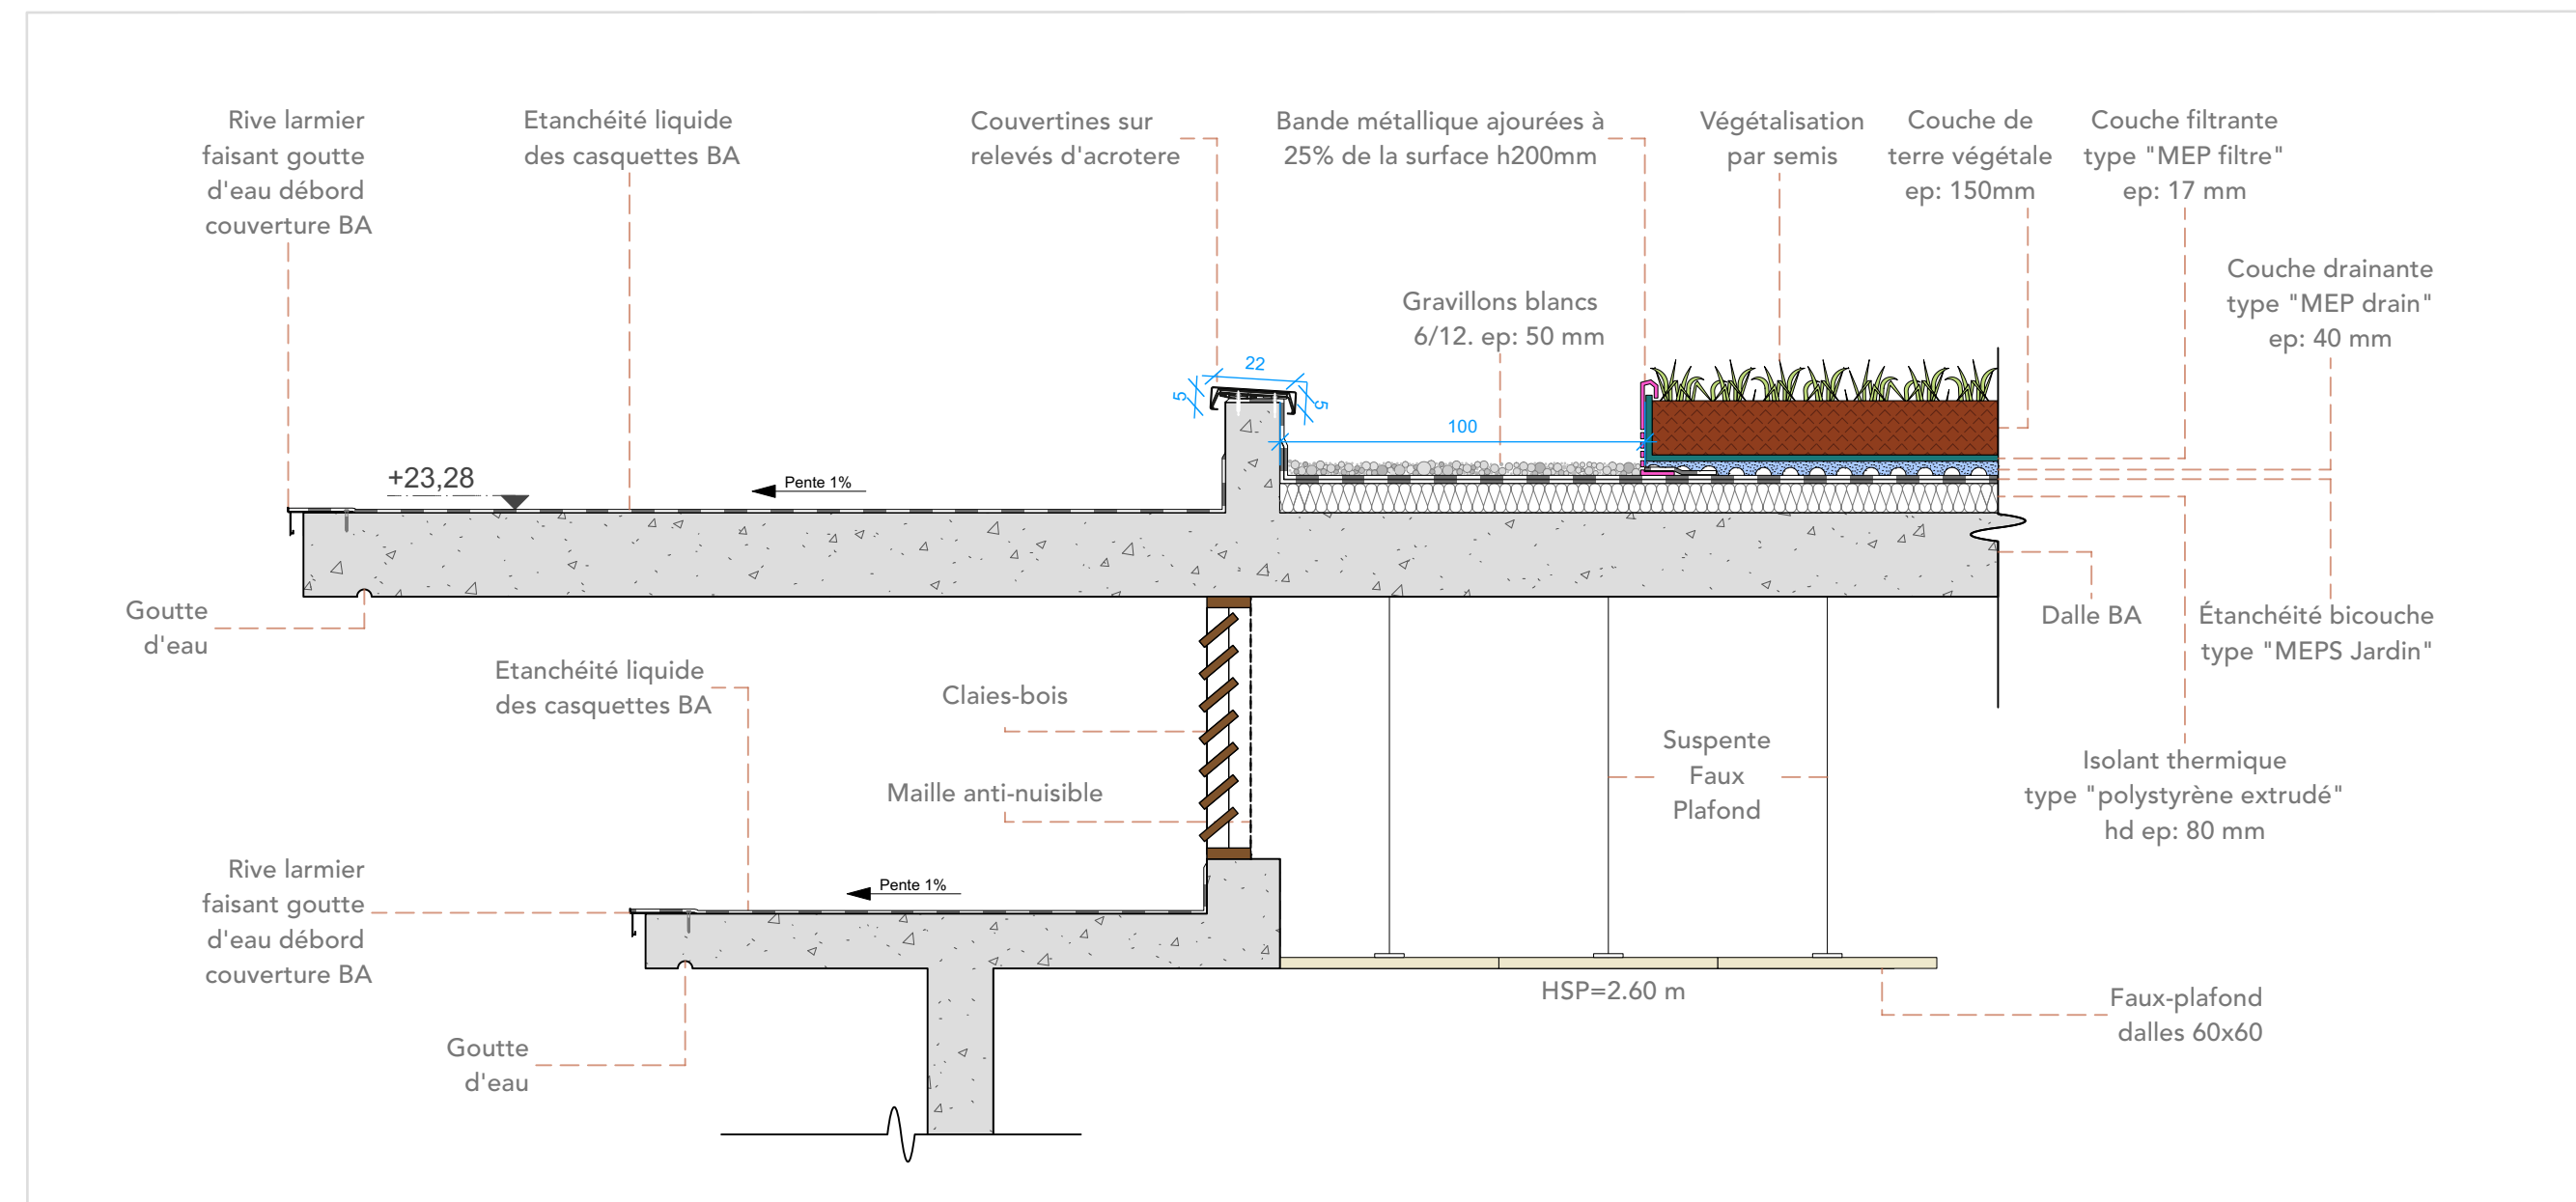 Rive larmier
faisant goutte
d'eau débord
couverture BA
Etanchéité liquide
des casquettes BA
Couvertines sur
relevés d'acrotere
Bande métallique ajourées à
25% de la surface h200mm
Végétalisation
par semis
Couche de
terre végétale
ep: 150mm
Couche filtrante
type "MEP filtre"
ep: 17 mm
Couche drainante
type "MEP drain"
ep: 40 mm
Gravillons blancs
6/12. ep: 50 mm
22
5
5
100
+23,28
Pente 1%
Goutte
d'eau
Dalle BA
Étanchéité bicouche
type "MEPS Jardin"
Etanchéité liquide
des casquettes BA
Claies-bois
Maille anti-nuisible
Suspente
Faux
Plafond
Isolant thermique
type "polystyrène extrudé"
hd ep: 80 mm
Rive larmier
faisant goutte
d'eau débord
couverture BA
Pente 1%
HSP=2.60 m
Faux-plafond
dalles 60x60
Goutte
d'eau